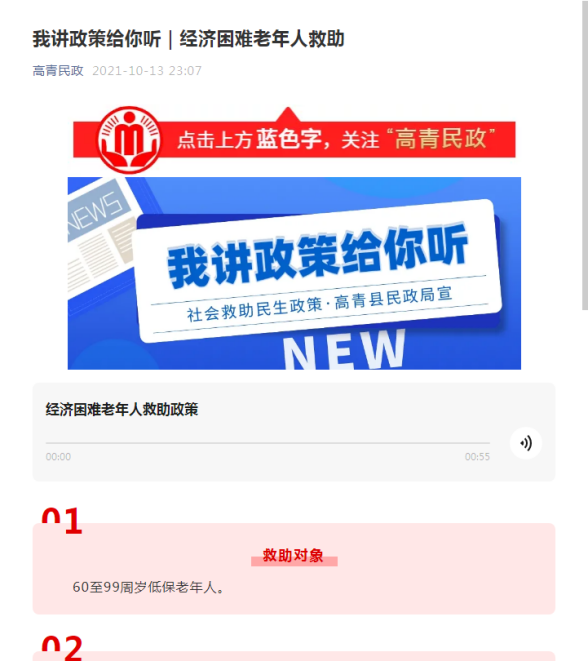 我讲政策给你听 | 经济困难老年人救助
高青民政 2021-10-13 23:07
点击上方蓝色字，关注“高青民政”
NEWS
我讲政策给你听
社会救助民生政策·高青县民政局宣
NEW
经济困难老年人救助政策
00:00 00:55
01
救助对象
60至99周岁低保老年人。
02